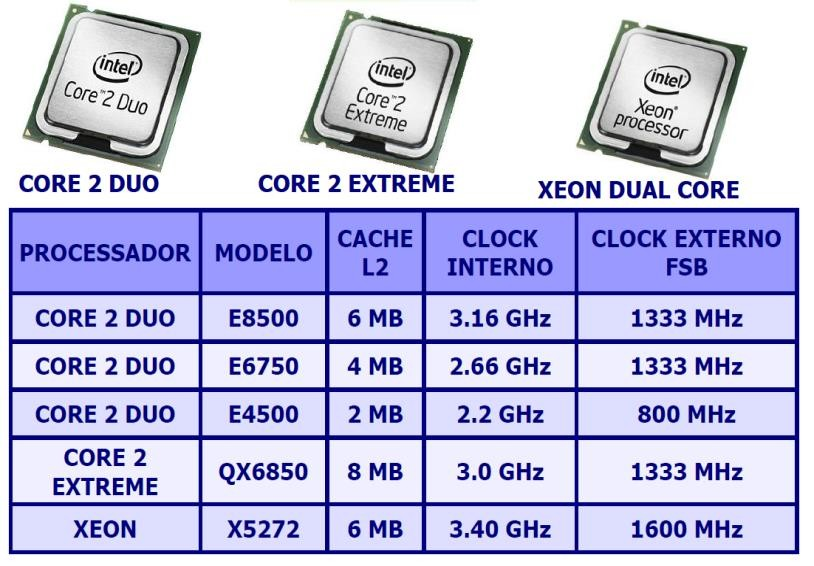 intel
Core™2 Duo
intel
Core™2
Extreme
intel
Xeon®
processor
CORE 2 DUO
CORE 2 EXTREME
XEON DUAL CORE
PROCESSADOR MODELO CACHE L2 CLOCK INTERNO CLOCK EXTERNO FSB
CORE 2 DUO E8500 6 MB 3.16 GHz 1333 MHz
CORE 2 DUO E6750 4 MB 2.66 GHz 1333 MHz
CORE 2 DUO E4500 2 MB 2.2 GHz 800 MHz
CORE 2 EXTREME QX6850 8 MB 3.0 GHz 1333 MHz
XEON X5272 6 MB 3.40 GHz 1600 MHz